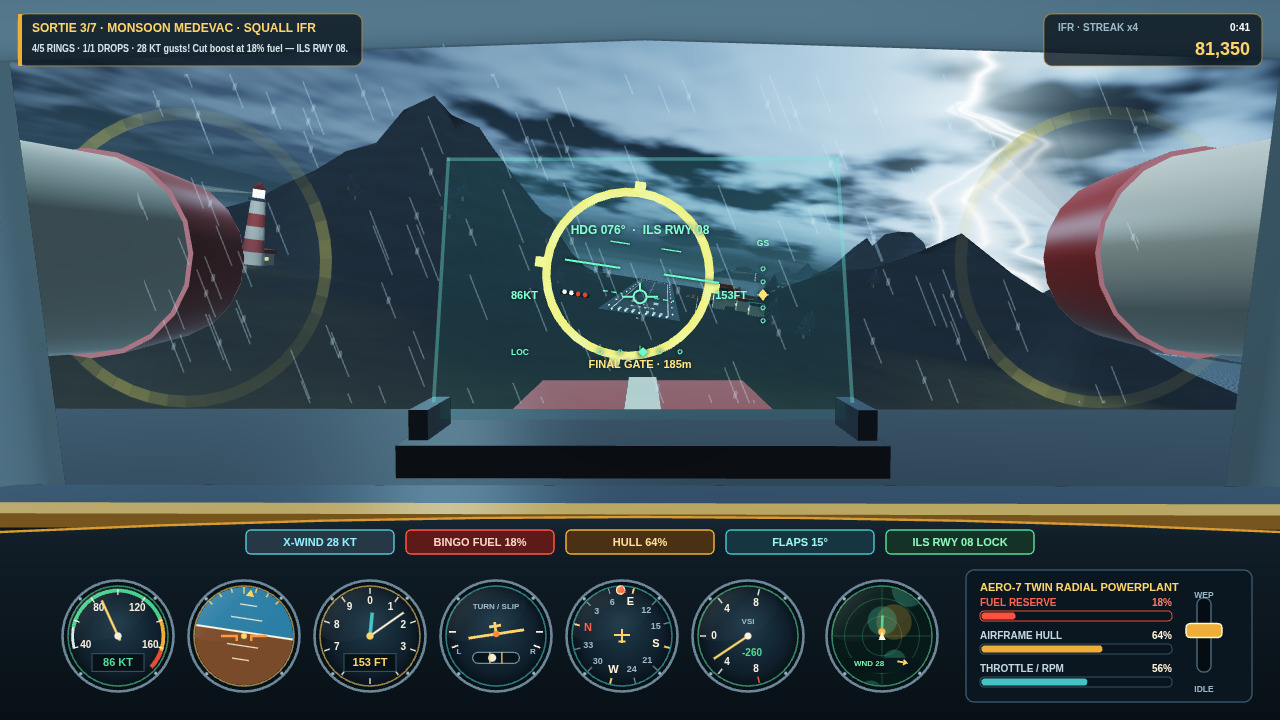 SORTIE 3/7 · MONSOON MEDEVAC · SQUALL IFR
4/5 RINGS · 1/1 DROPS · 28 KT gusts! Cut boost at 18% fuel — ILS RWY 08.
IFR · STREAK x4
0:41
81,350
HDG 076° · ILS RWY 08
GS
86KT
153FT
LOC
FINAL GATE · 185m
X-WIND 28 KT
BINGO FUEL 18%
HULL 64%
FLAPS 15°
ILS RWY 08 LOCK
40
80
120
160
86 KT
0
1
2
3
7
8
9
153 FT
TURN / SLIP
L
R
N
3
6
E
12
15
S
21
24
W
30
33
4
8
VSI
0
-260
4
8
WND 28
AERO-7 TWIN RADIAL POWERPLANT
FUEL RESERVE
18%
AIRFRAME HULL
64%
THROTTLE / RPM
56%
WEP
IDLE